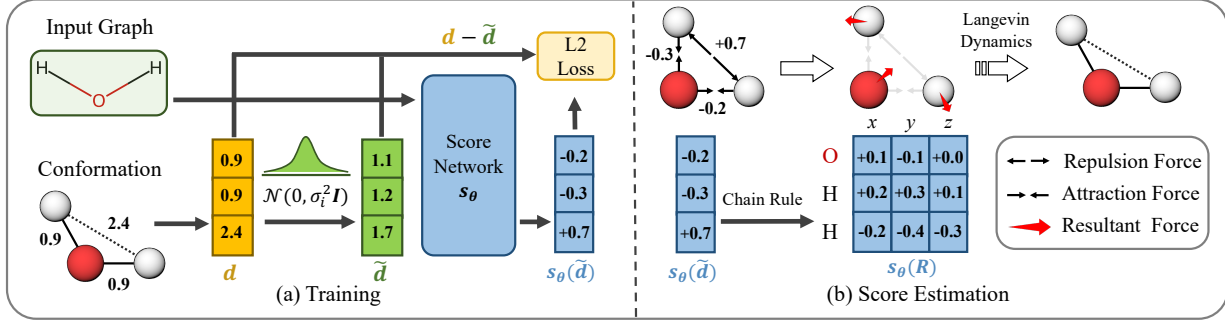 Input Graph
H
H
O
Conformation
2.4
0.9
0.9
0.9
0.9
2.4
d
𝒩(0, σᵢ²I)
1.1
1.2
1.7
d̃
d − d̃
Score
Network
s_θ
L2
Loss
-0.2
-0.3
+0.7
s_θ(d̃)
(a) Training
+0.7
-0.3
-0.2
Langevin
Dynamics
-0.2
-0.3
+0.7
s_θ(d̃)
Chain Rule
x y z
O +0.1 -0.1 +0.0
H +0.2 +0.3 +0.1
H -0.2 -0.4 -0.3
s_θ(R)
Repulsion Force
Attraction Force
Resultant Force
(b) Score Estimation